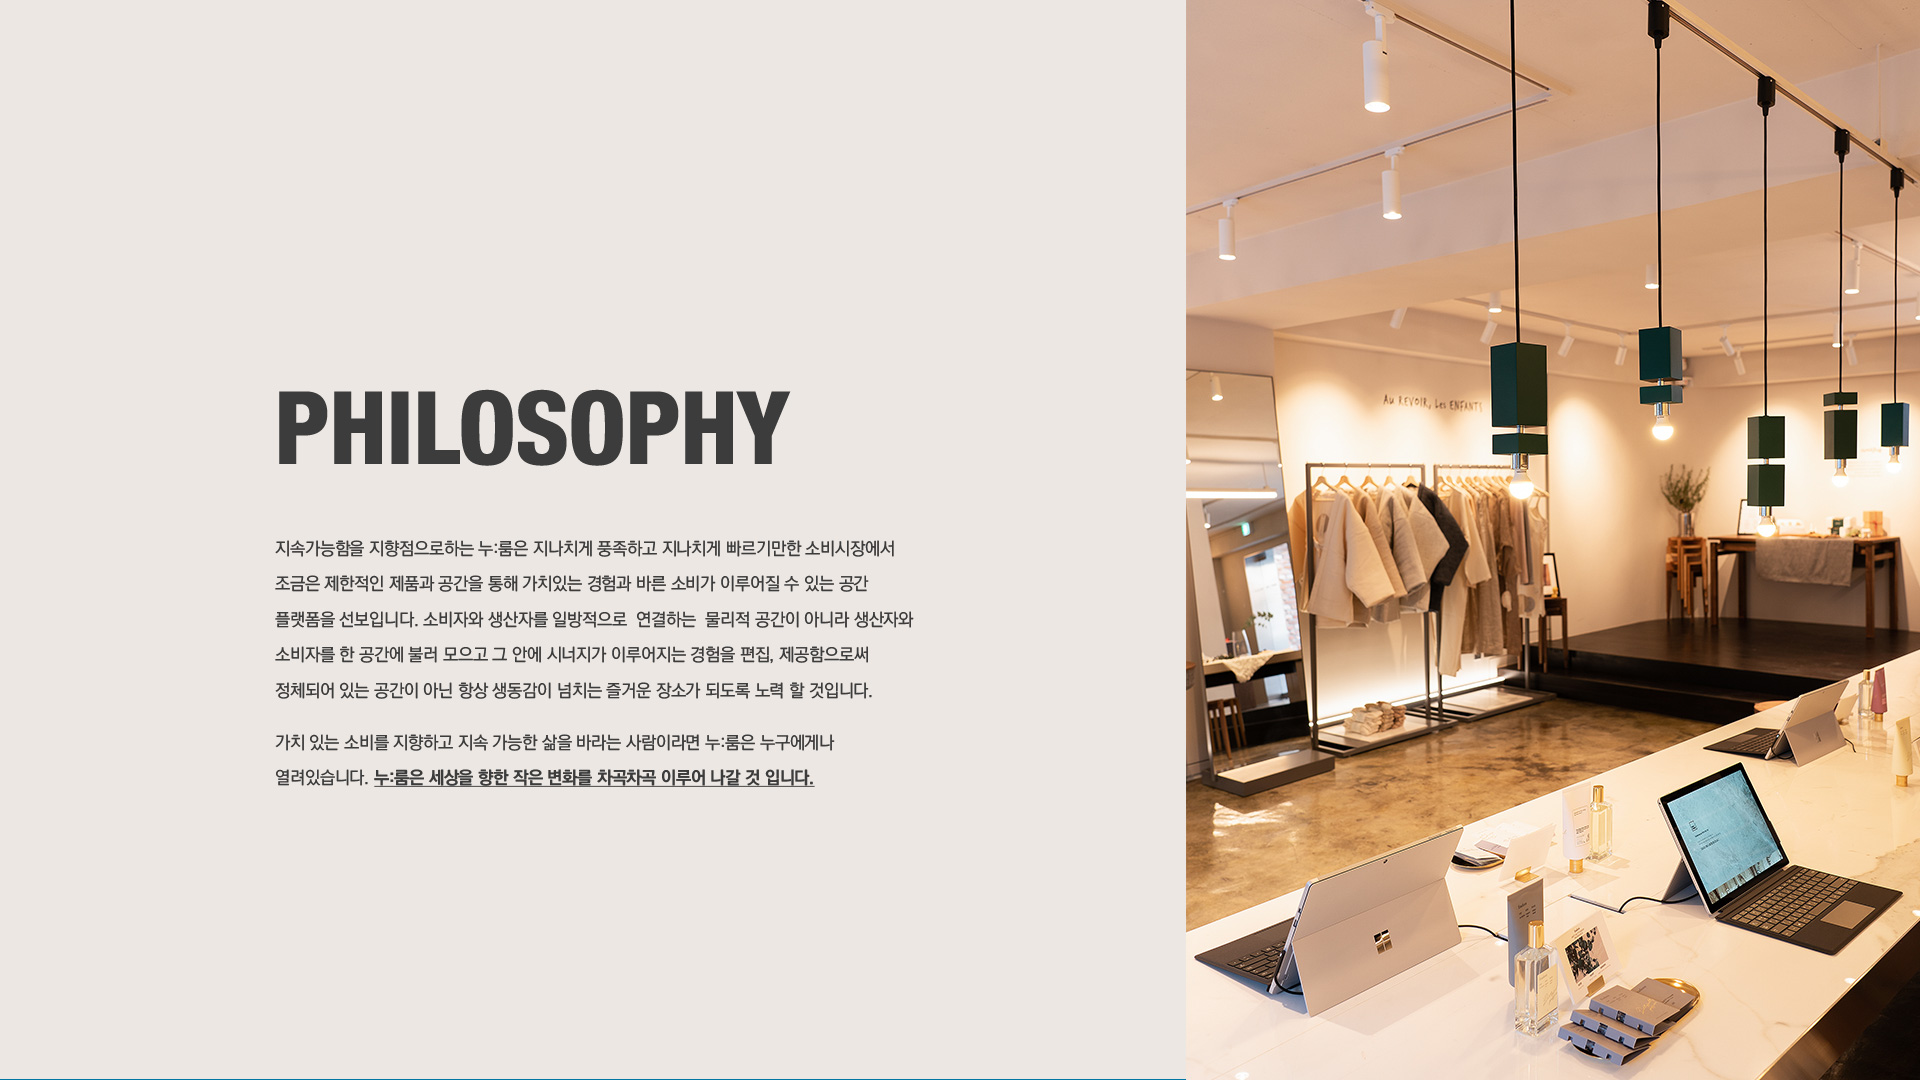 PHILOSOPHY
지속가능함을 지향점으로하는 누:룸은 지나치게 풍족하고 지나치게 빠르기만한 소비시장에서
조금은 제한적인 제품과 공간을 통해 가치있는 경험과 바른 소비가 이루어질 수 있는 공간
플랫폼을 선보입니다. 소비자와 생산자를 일방적으로 연결하는 물리적 공간이 아니라 생산자와
소비자를 한 공간에 불러 모으고 그 안에 시너지가 이루어지는 경험을 편집, 제공함으로써
정체되어 있는 공간이 아닌 항상 생동감이 넘치는 즐거운 장소가 되도록 노력 할 것입니다.
가치 있는 소비를 지향하고 지속 가능한 삶을 바라는 사람이라면 누:룸은 누구에게나
열려있습니다. 누:룸은 세상을 향한 작은 변화를 차곡차곡 이루어 나갈 것 입니다.
Au REVOIR, Les ENFANTS